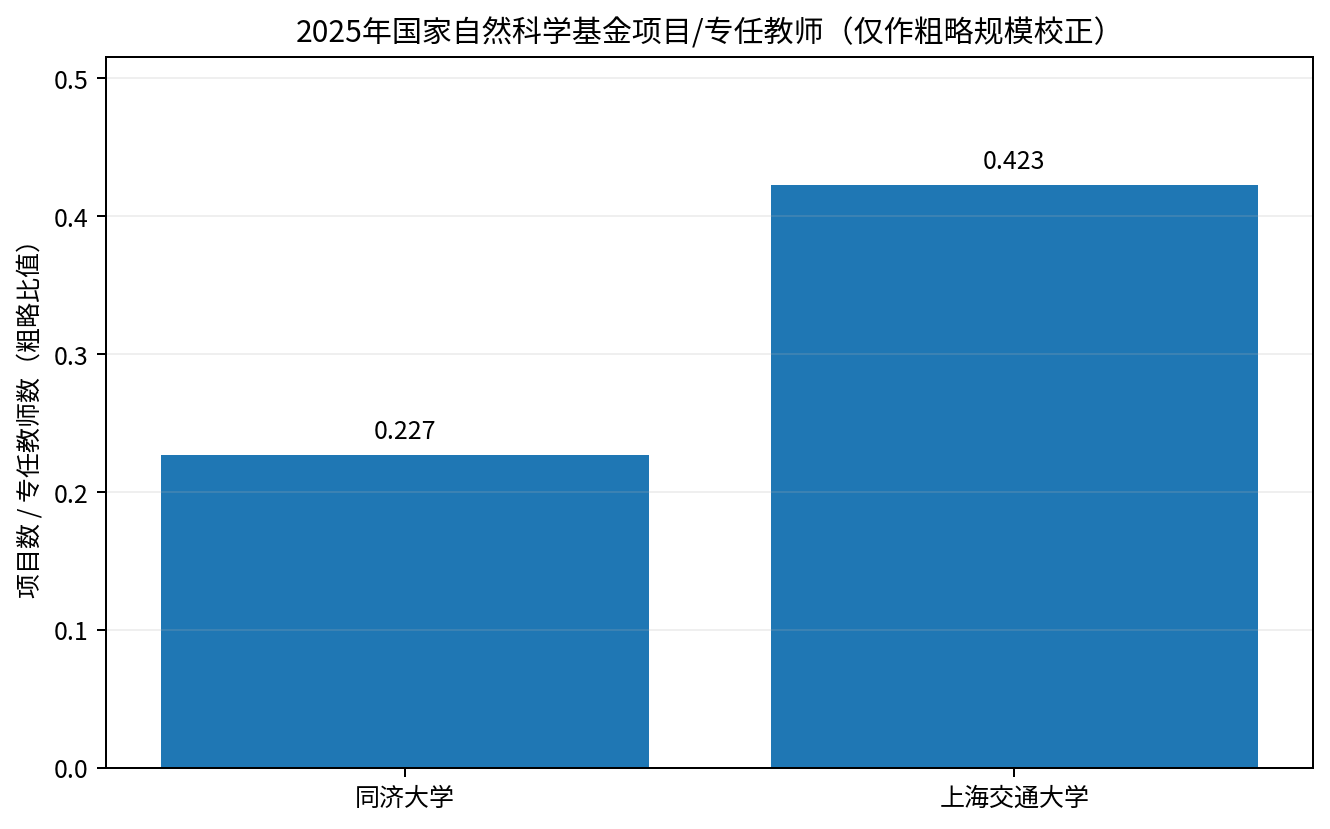 2025年国家自然科学基金项目/专任教师（仅作粗略规模校正）
项目数 / 专任教师数（粗略比值）
0.5
0.4
0.3
0.2
0.1
0.0
0.227
0.423
同济大学
上海交通大学